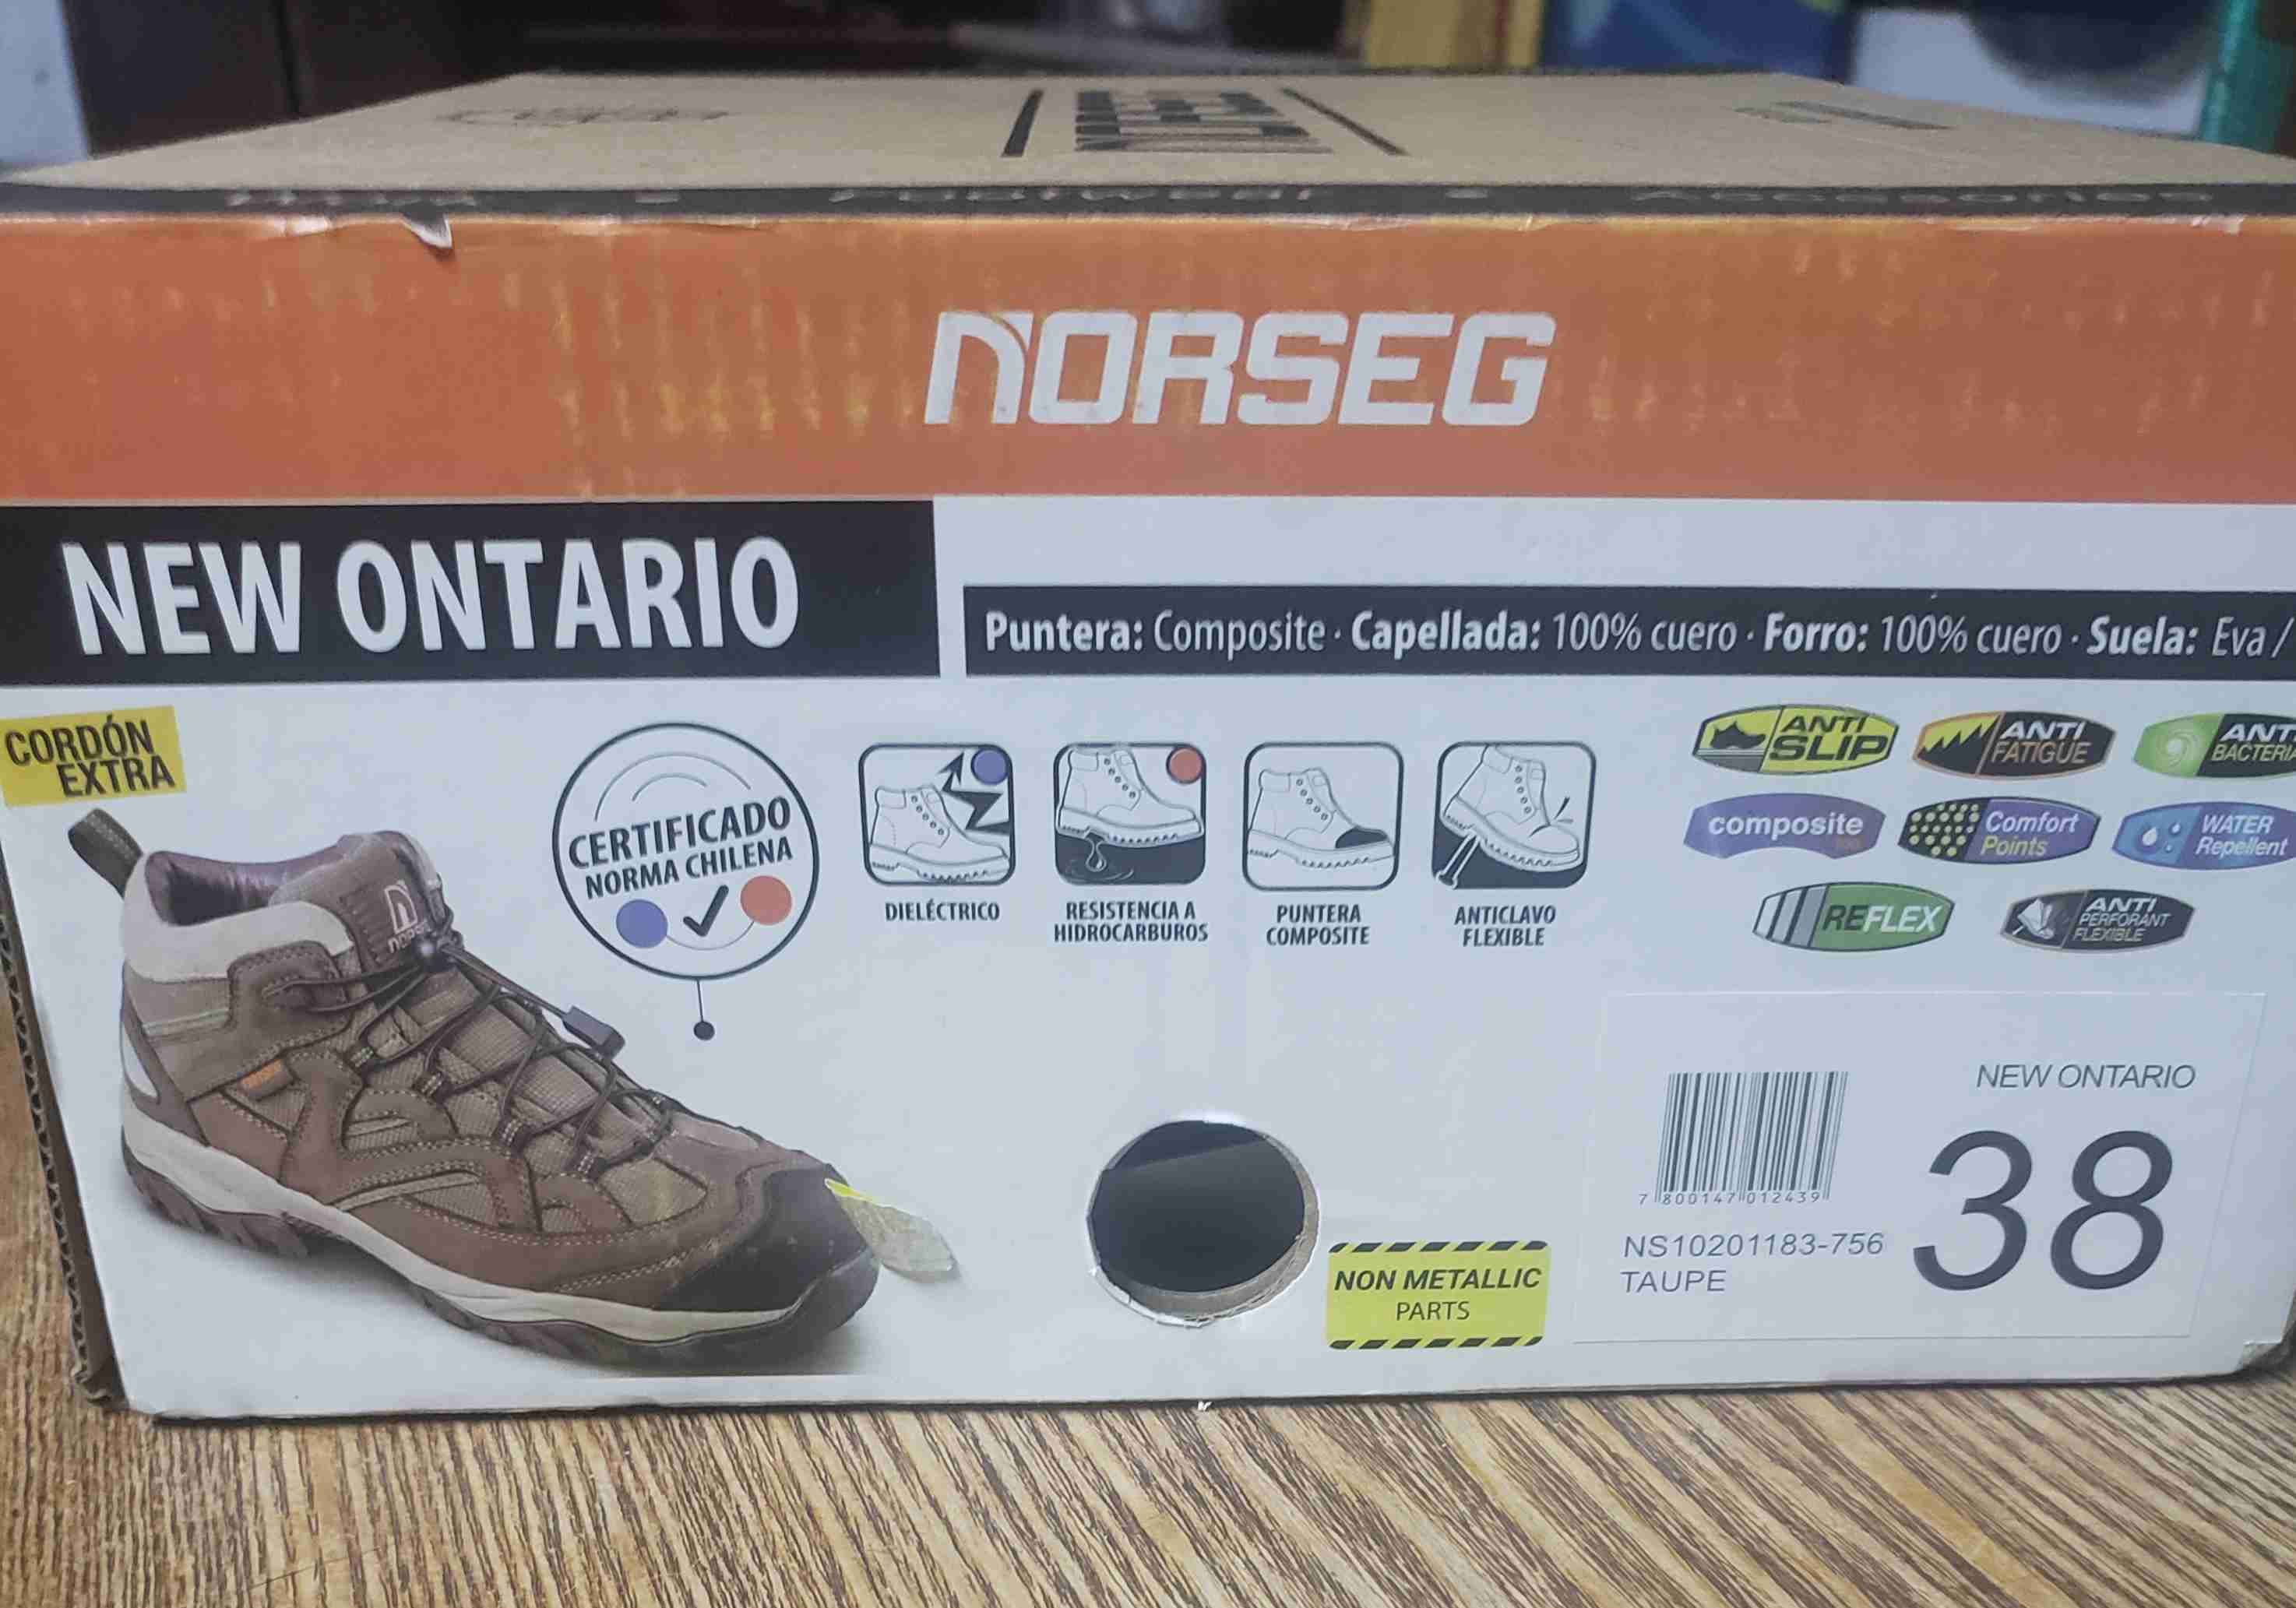 NORSEG
NEW ONTARIO
Puntera: Composite · Capellada: 100% cuero · Forro: 100% cuero · Suela: Eva /
CORDÓN
EXTRA
CERTIFICADO
NORMA CHILENA
DIELÉCTRICO
RESISTENCIA A
HIDROCARBUROS
PUNTERA
COMPOSITE
ANTICLAVO
FLEXIBLE
ANTI
SLIP
ANTI
FATIGUE
ANTI
BACTERIA
composite
Comfort
Points
WATER
Repellent
REFLEX
ANTI
PERFORANT
FLEXIBLE
NON METALLIC
PARTS
NEW ONTARIO
38
7 800147 012439
NS10201183-756
TAUPE